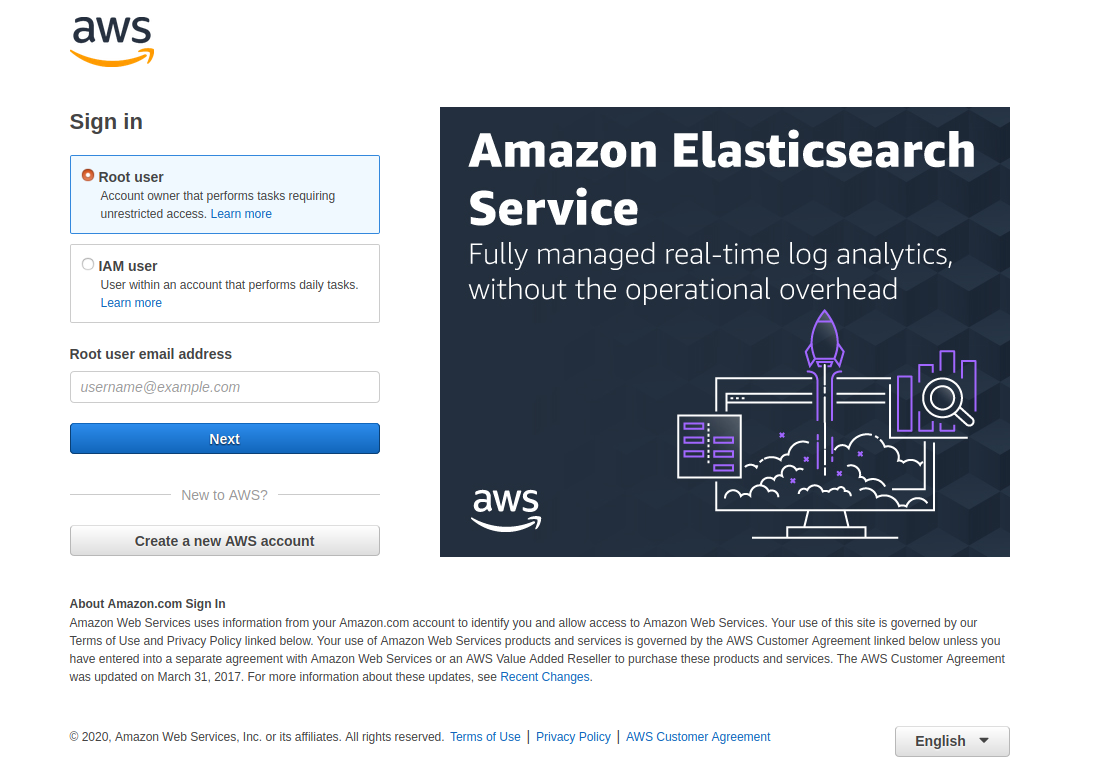 aws
Sign in
Root user
Account owner that performs tasks requiring
unrestricted access. Learn more
IAM user
User within an account that performs daily tasks.
Learn more
Root user email address
username@example.com
Next
New to AWS?
Create a new AWS account
Amazon Elasticsearch
Service
Fully managed real-time log analytics,
without the operational overhead
aws
About Amazon.com Sign In
Amazon Web Services uses information from your Amazon.com account to identify you and allow access to Amazon Web Services. Your use of this site is governed by our
Terms of Use and Privacy Policy linked below. Your use of Amazon Web Services products and services is governed by the AWS Customer Agreement linked below unless you
have entered into a separate agreement with Amazon Web Services or an AWS Value Added Reseller to purchase these products and services. The AWS Customer Agreement
was updated on March 31, 2017. For more information about these updates, see Recent Changes.
© 2020, Amazon Web Services, Inc. or its affiliates. All rights reserved. Terms of Use | Privacy Policy | AWS Customer Agreement
English